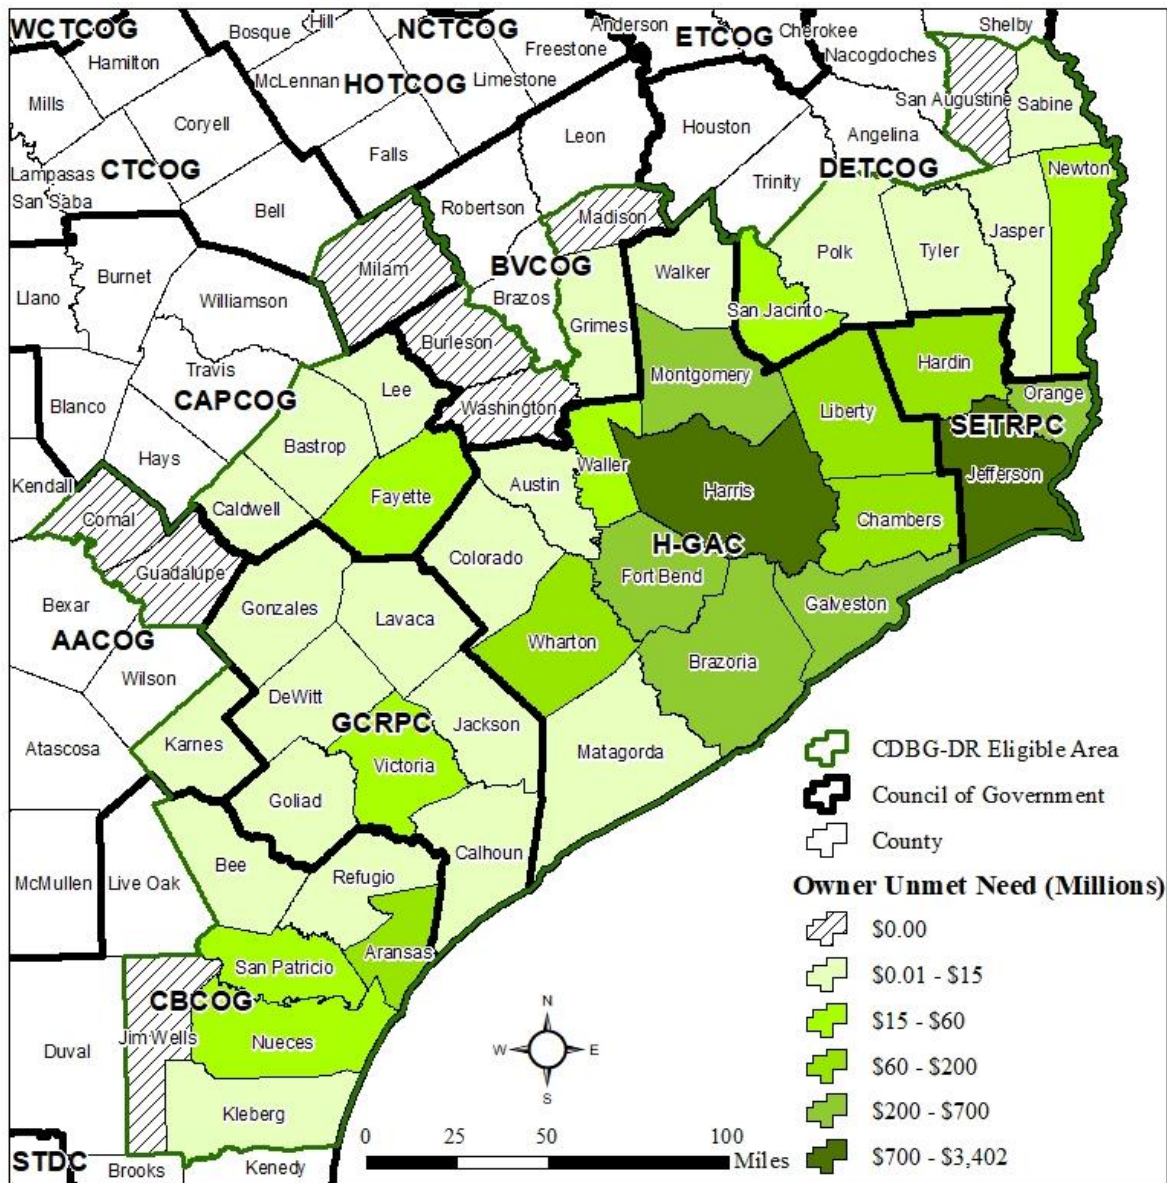 WCTCOG
Bosque
Hill
NCTCOG
Anderson
ETCOG
Cherokee
Shelby
Hamilton
Freestone
Nacogdoches
McLennan
HOTCOG
Limestone
Mills
San Augustine
Sabine
Coryell
Leon
Houston
Angelina
Falls
Lampasas
CTCOG
DETCOG
Newton
San Saba
Bell
Robertson
Trinity
Madison
Jasper
Milam
BVCOG
Polk
Tyler
Burnet
Walker
Llano
Williamson
Brazos
San Jacinto
Grimes
Burleson
Hardin
Travis
Montgomery
Lee
Orange
Blanco
CAPCOG
Washington
Liberty
SETRPC
Bastrop
Hays
Waller
Jefferson
Kendall
Fayette
Austin
Harris
Caldwell
Comal
Chambers
H-GAC
Colorado
Guadalupe
Fort Bend
Bexar
Gonzales
Galveston
Lavaca
AACOG
Wharton
Brazoria
Wilson
DeWitt
GCRPC
Jackson
Karnes
Atascosa
Matagorda
Victoria
Goliad
Calhoun
Bee
Refugio
McMullen
Live Oak
Aransas
San Patricio
CBCOG
Jim Wells
Nueces
Duval
Kleberg
STDC
Brooks
Kenedy
CDBG-DR Eligible Area
Council of Government
County
Owner Unmet Need (Millions)
$0.00
$0.01 - $15
$15 - $60
$60 - $200
$200 - $700
$700 - $3,402
N
W E
S
0 25 50 100
Miles